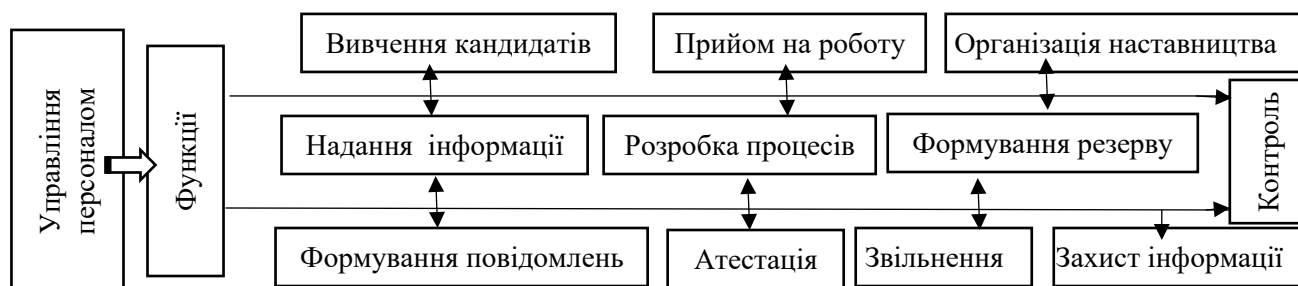 Управління
персоналом
Функції
Вивчення кандидатів
Прийом на роботу
Організація наставництва
Надання інформації
Розробка процесів
Формування резерву
Формування повідомлень
Атестація
Звільнення
Захист інформації
Контроль